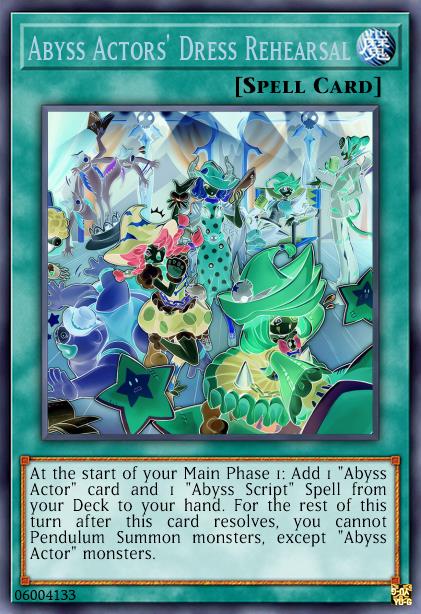 Abyss Actors' Dress Rehearsal
魔
[Spell Card]
At the start of your Main Phase 1: Add 1 "Abyss
Actor" card and 1 "Abyss Script" Spell from
your Deck to your hand. For the rest of this
turn after this card resolves, you cannot
Pendulum Summon monsters, except "Abyss
Actor" monsters.
06004133